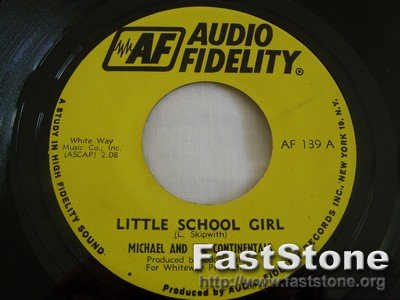 AF AUDIO
FIDELITY®
A STUDY IN HIGH FIDELITY SOUND
White Way
Music Co., Inc.
(ASCAP) 2.08
AF 139 A
LITTLE SCHOOL GIRL
(L. Skipwith)
MICHAEL AND CONTINENTA
Produced by
For Whitew
Produced by AUDIO RECORDS INC., NEW YORK 19, N.Y.
FastStone
http://www.faststone.org